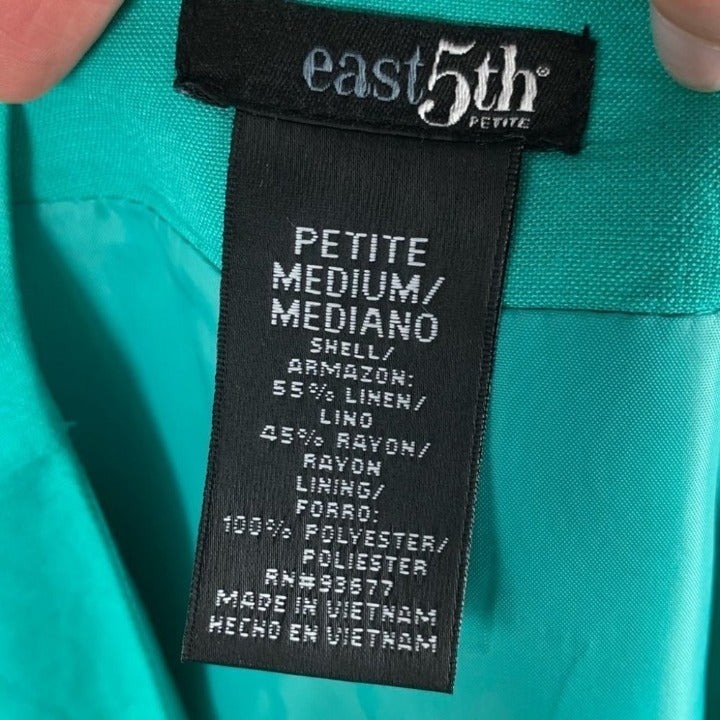 east5th®
PETITE
PETITE
MEDIUM/
MEDIANO
SHELL/
ARMAZON:
55% LINEN/
LINO
45% RAYON/
RAYON
LINING/
FORRO:
100% POLYESTER/
POLIESTER
RN#93677
MADE IN VIETNAM
HECHO EN VIETNAM